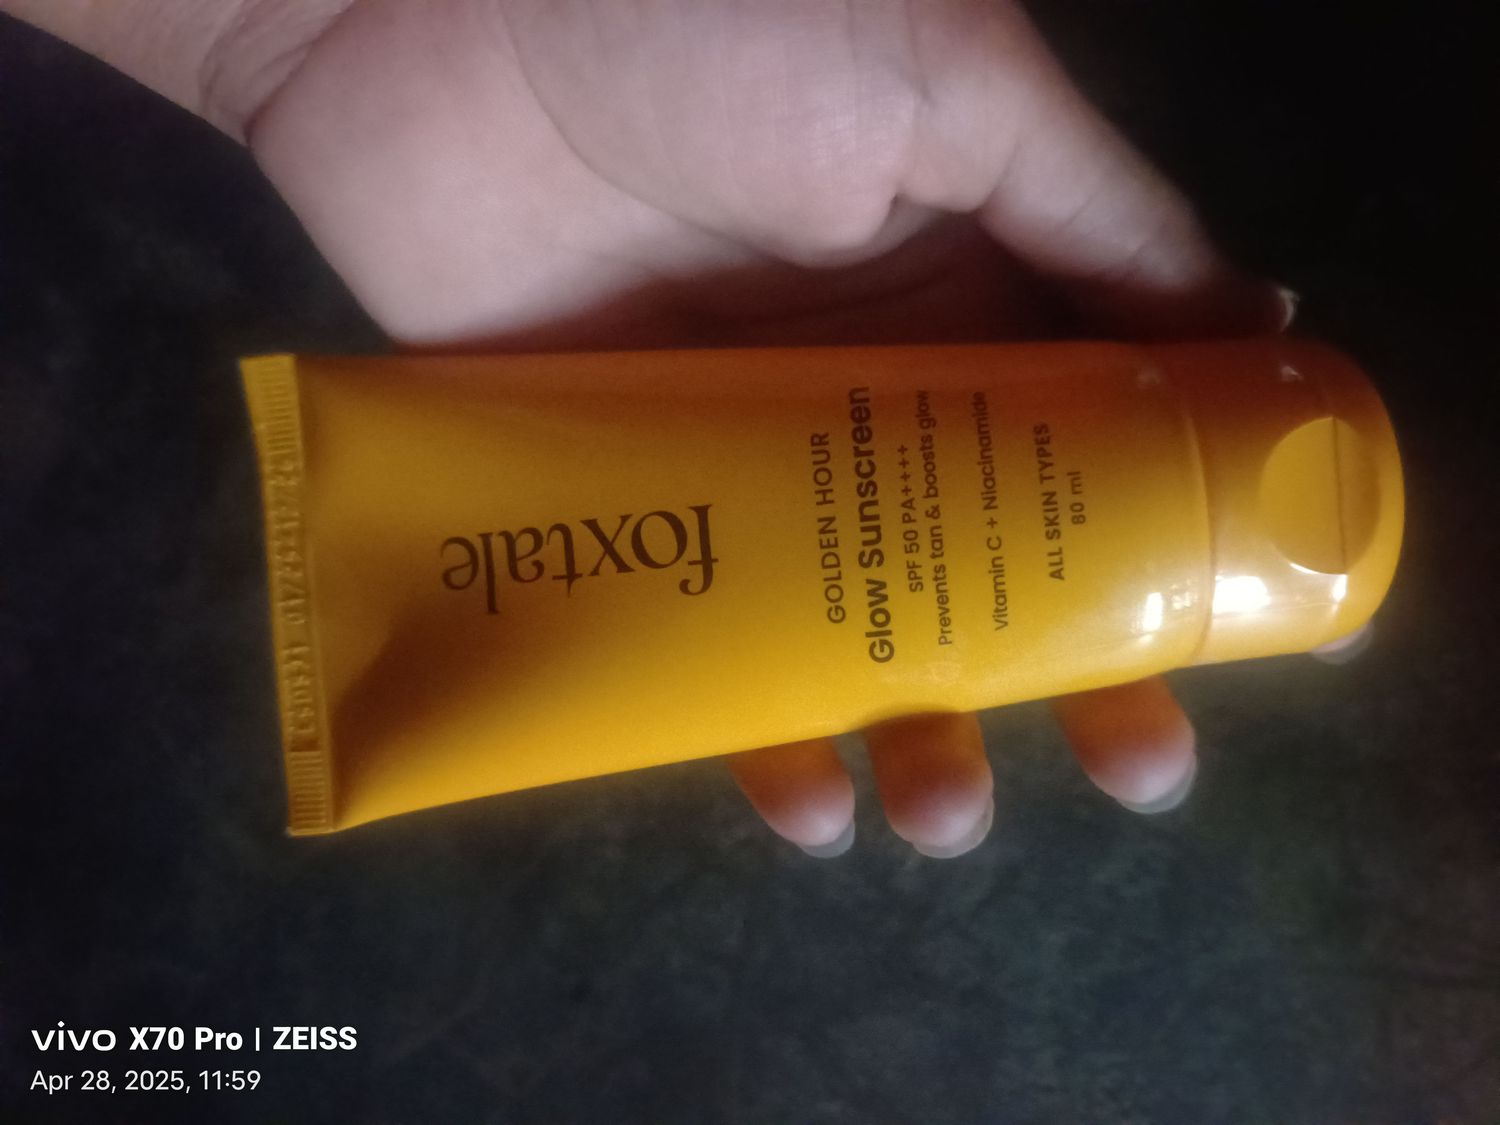 foxtale
GOLDEN HOUR
Glow Sunscreen
SPF 50 PA++++
Prevents tan & boosts glow
Vitamin C + Niacinamide
ALL SKIN TYPES
80 ml
vivo X70 Pro | ZEISS
Apr 28, 2025, 11:59